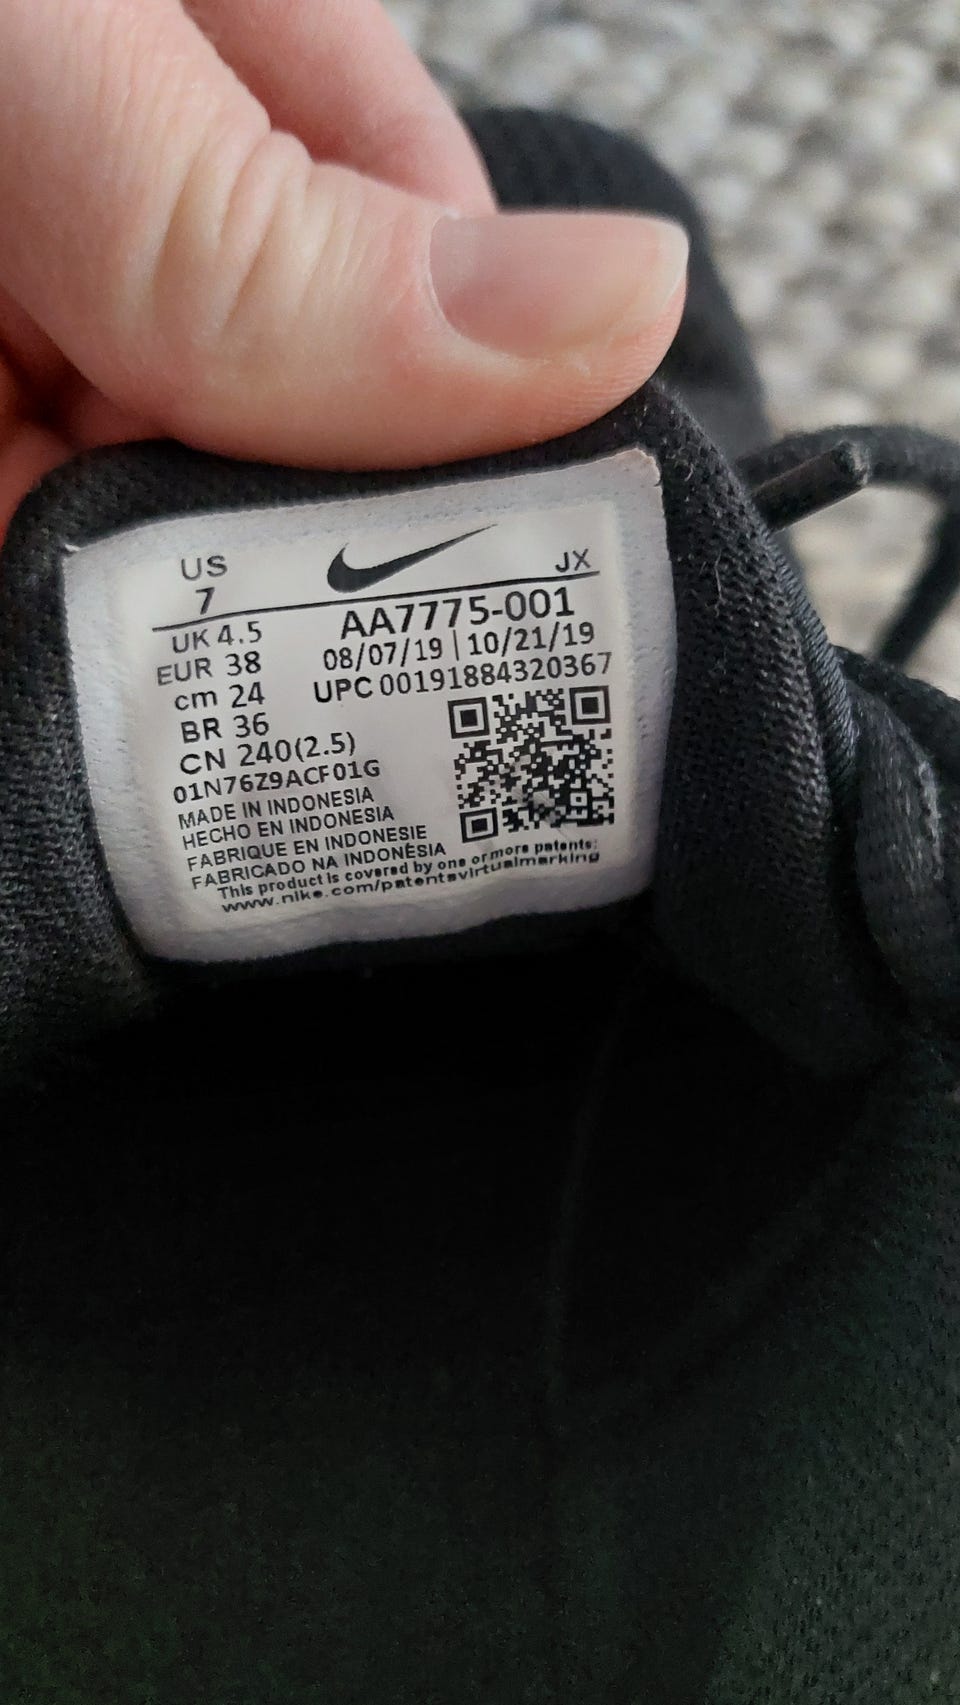 US
7
JX
UK 4.5
EUR 38
cm 24
BR 36
CN 240(2.5)
AA7775-001
08/07/19 | 10/21/19
UPC 00191884320367
01N76Z9ACF01G
MADE IN INDONESIA
HECHO EN INDONESIA
FABRIQUE EN INDONESIE
FABRICADO NA INDONÉSIA
This product is covered by one or more patents:
www.nike.com/patentsvirtualmarking